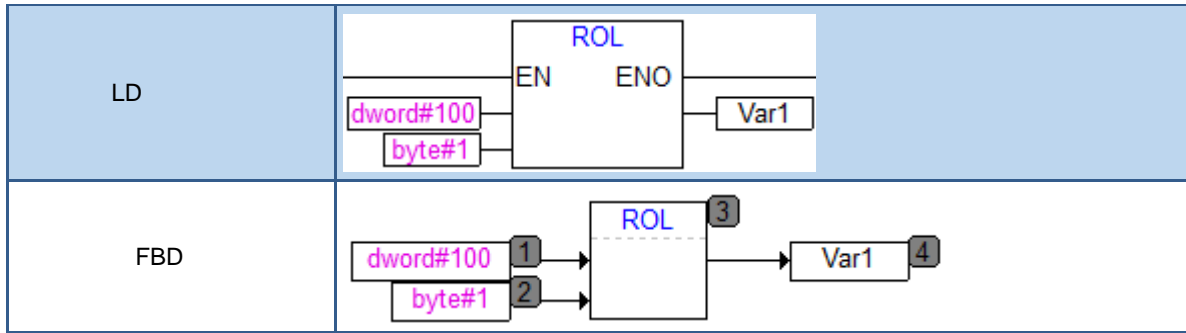 LD
ROL
EN ENO
dword#100 Var1
byte#1
FBD
ROL 3
dword#100 1 Var1 4
byte#1 2